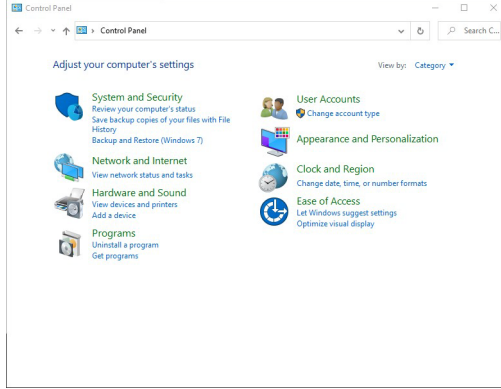 Control Panel
Control Panel
Search C...
Adjust your computer's settings
View by: Category
System and Security
Review your computer's status
Save backup copies of your files with File
History
Backup and Restore (Windows 7)
Network and Internet
View network status and tasks
Hardware and Sound
View devices and printers
Add a device
Programs
Uninstall a program
Get programs
User Accounts
Change account type
Appearance and Personalization
Clock and Region
Change date, time, or number formats
Ease of Access
Let Windows suggest settings
Optimize visual display